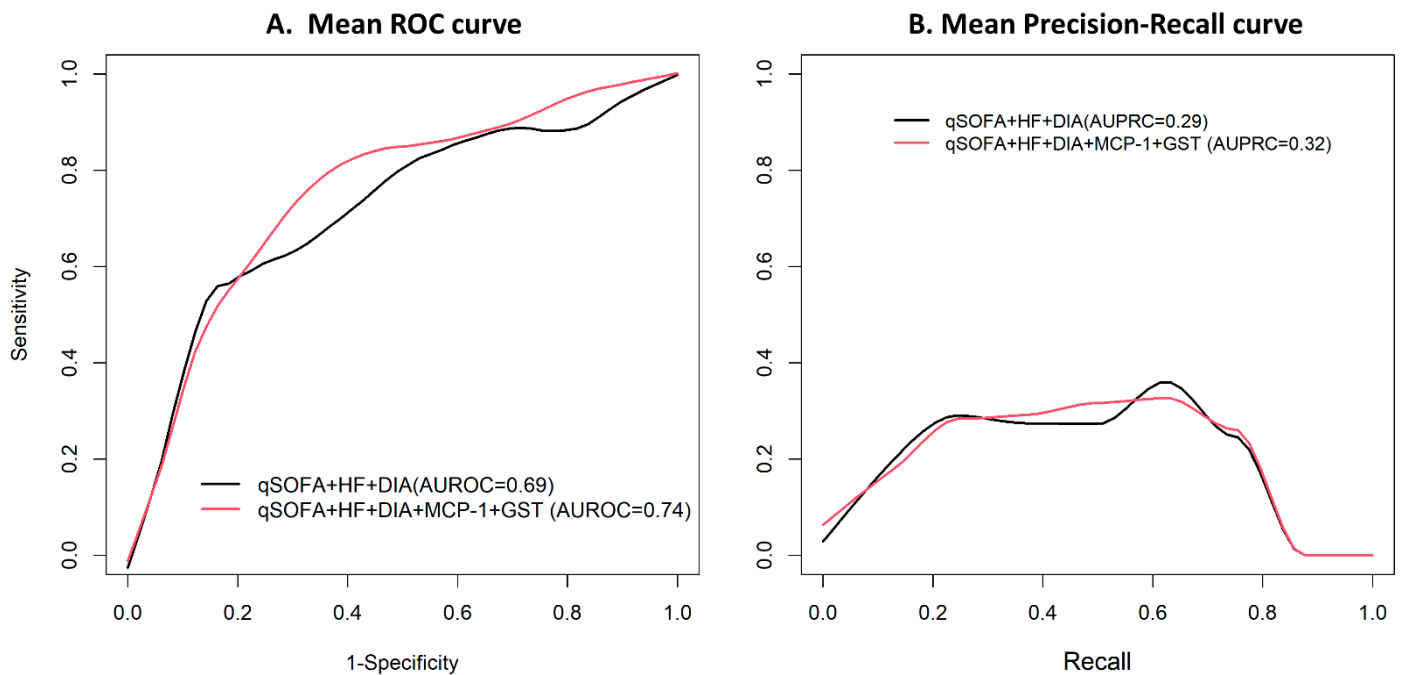 A. Mean ROC curve
Sensitivity
1.0
0.8
0.6
0.4
0.2
0.0
qSOFA+HF+DIA(AUROC=0.69)
qSOFA+HF+DIA+MCP-1+GST (AUROC=0.74)
0.0 0.2 0.4 0.6 0.8 1.0
1-Specificity
B. Mean Precision-Recall curve
1.0
0.8
0.6
0.4
0.2
0.0
qSOFA+HF+DIA(AUPRC=0.29)
qSOFA+HF+DIA+MCP-1+GST (AUPRC=0.32)
0.0 0.2 0.4 0.6 0.8 1.0
Recall